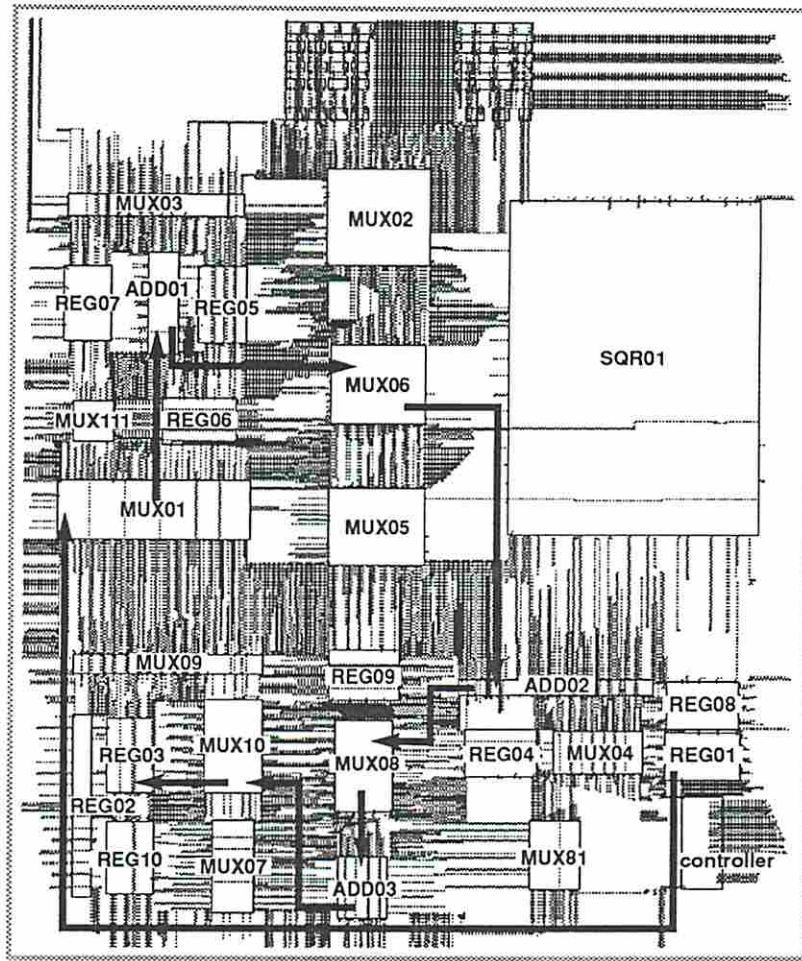 MUX03
MUX02
REG07
ADD01
REG05
SQR01
MUX06
MUX111
REG06
MUX01
MUX05
MUX09
REG09
ADD02
REG08
REG03
MUX10
MUX08
REG04
MUX04
REG01
REG02
REG10
MUX07
ADD03
MUX81
controller